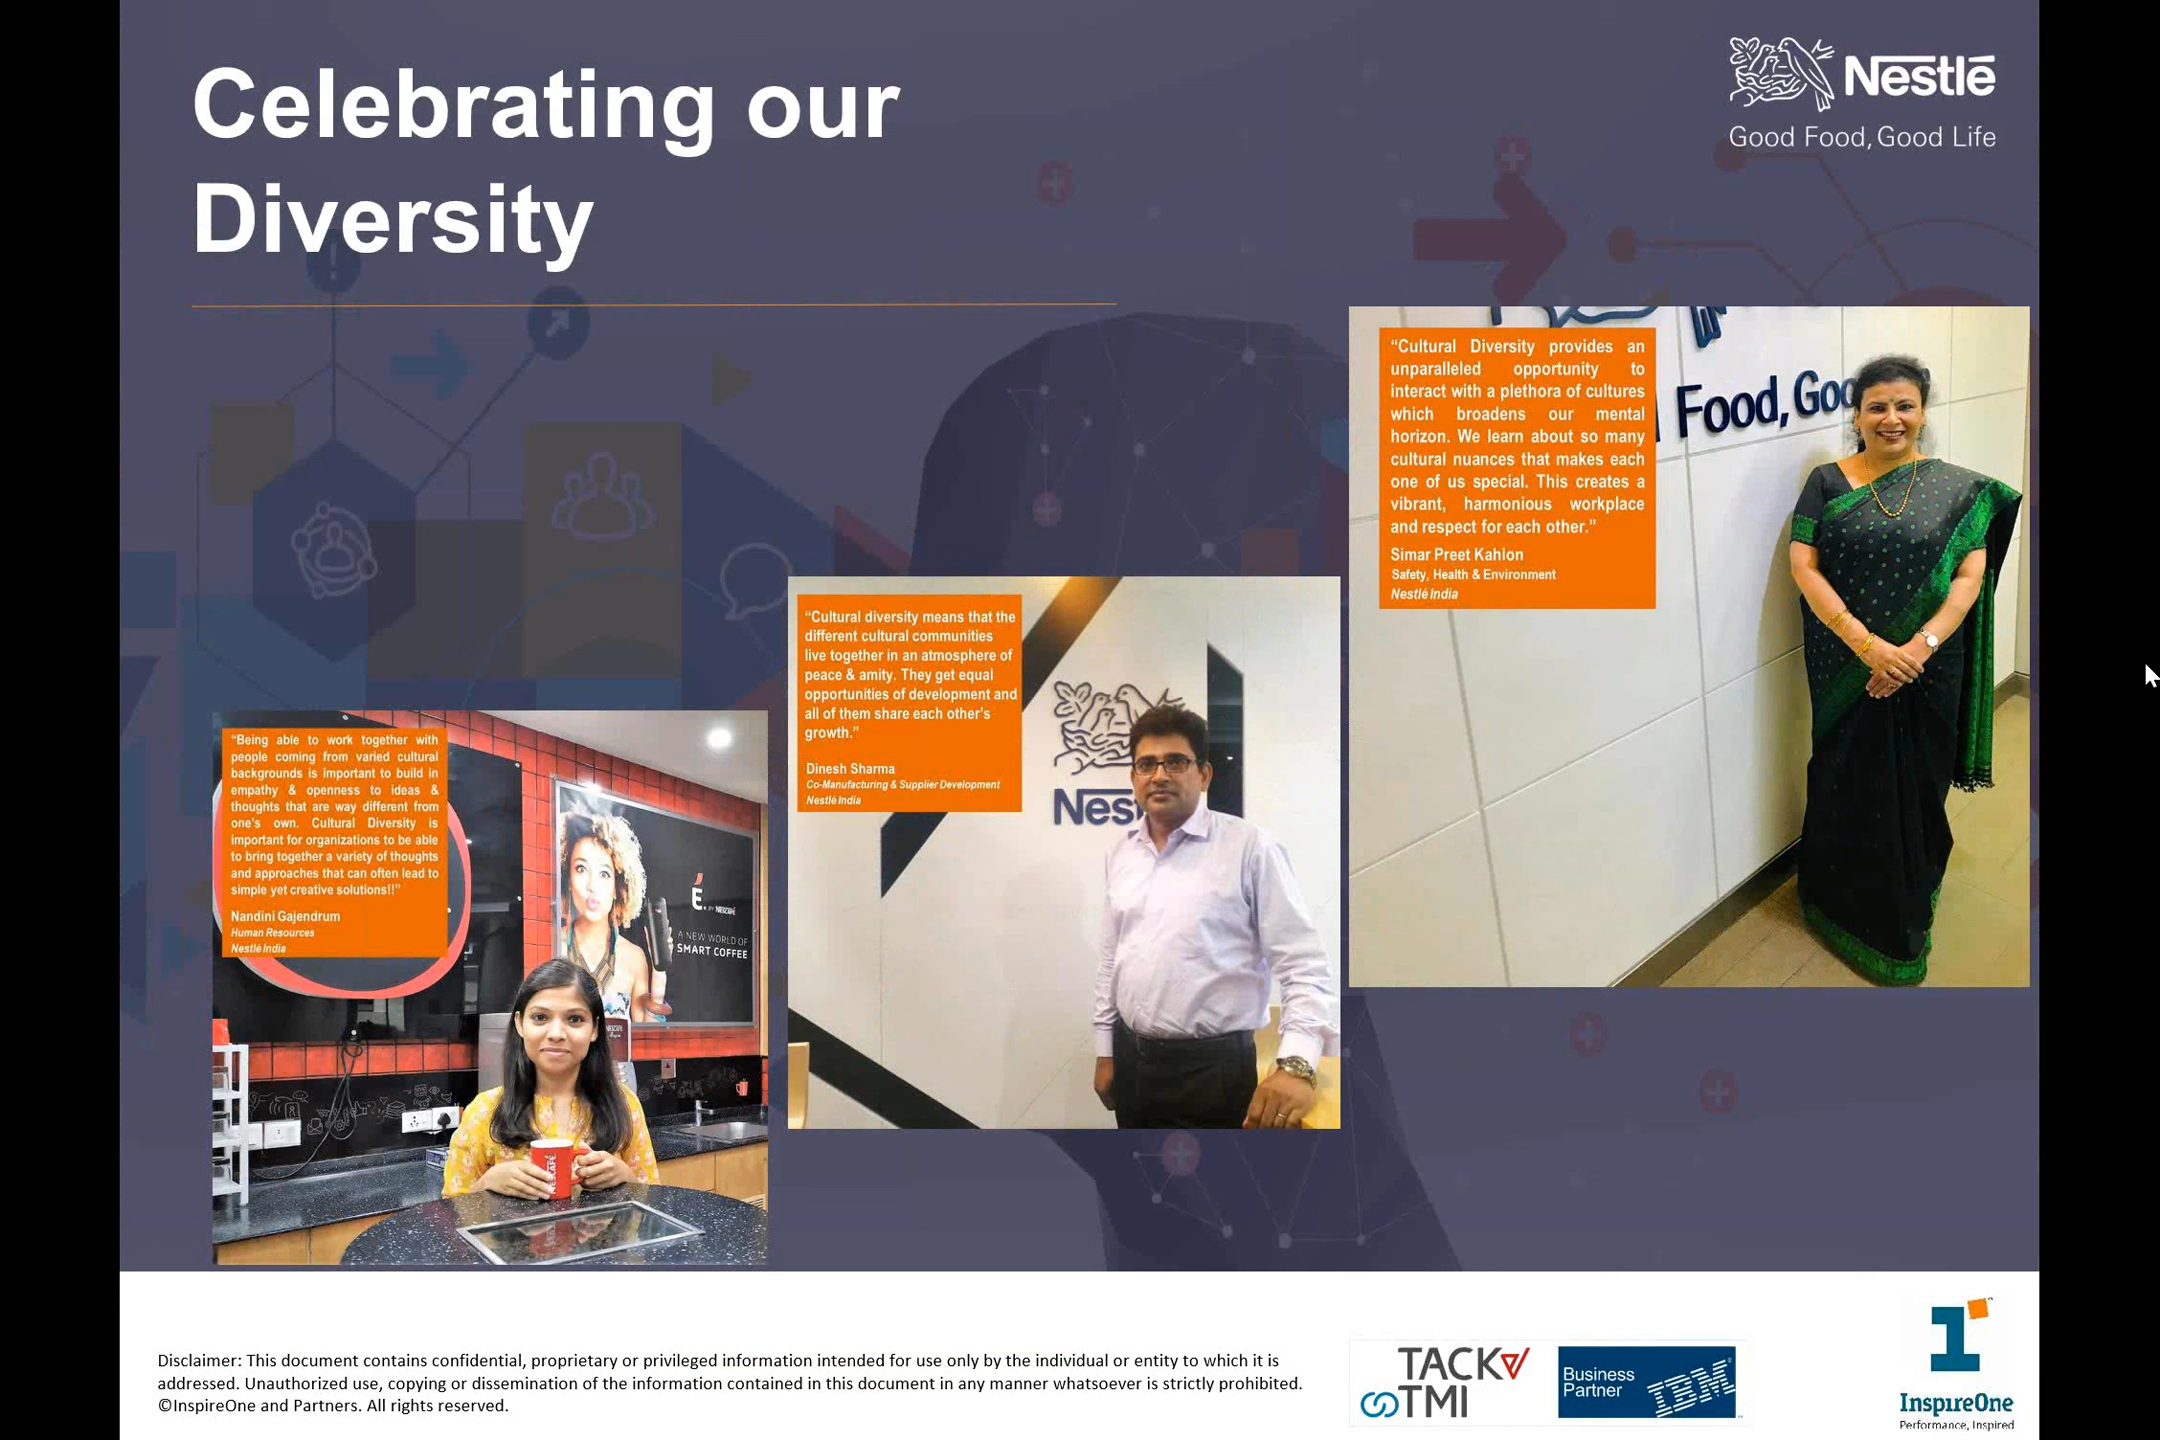 Celebrating our
Diversity
Nestlé
Good Food, Good Life
“Being able to work together with
people coming from varied cultural
backgrounds is important to build in
empathy & openness to ideas &
thoughts that are way different from
one's own. Cultural Diversity is
important for organizations to be able
to bring together a variety of thoughts
and approaches that can often lead to
simple yet creative solutions!!”
Nandini Gajendrum
Human Resources
Nestlé India
É. BY NESCAFÉ
A NEW WORLD OF
SMART COFFEE
NESCAFÉ
“Cultural diversity means that the
different cultural communities
live together in an atmosphere of
peace & amity. They get equal
opportunities of development and
all of them share each other's
growth.”
Dinesh Sharma
Co-Manufacturing & Supplier Development
Nestlé India
Nes
“Cultural Diversity provides an
unparalleled opportunity to
interact with a plethora of cultures
which broadens our mental
horizon. We learn about so many
cultural nuances that makes each
one of us special. This creates a
vibrant, harmonious workplace
and respect for each other.”
Simar Preet Kahlon
Safety, Health & Environment
Nestlé India
Food, Goo
Disclaimer: This document contains confidential, proprietary or privileged information intended for use only by the individual or entity to which it is
addressed. Unauthorized use, copying or dissemination of the information contained in this document in any manner whatsoever is strictly prohibited.
©InspireOne and Partners. All rights reserved.
TACK
TMI
Business
Partner
IBM
InspireOne
Performance, Inspired